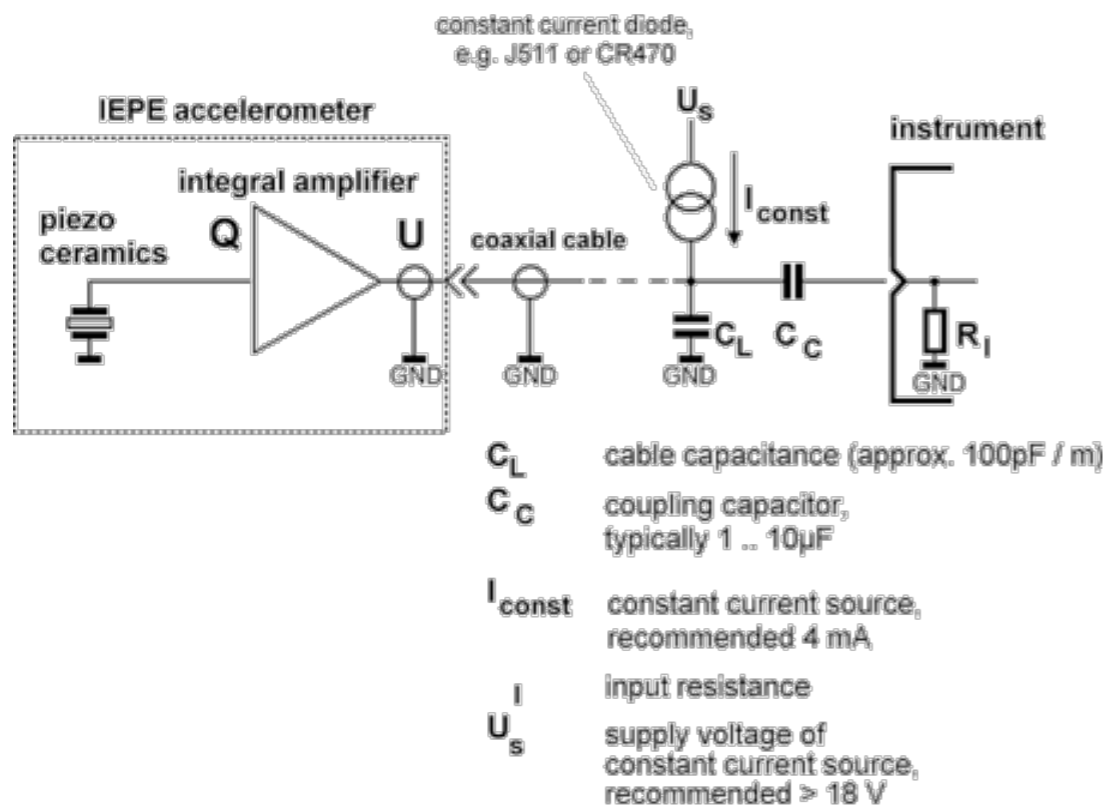 constant current diode,
e.g. J511 or CR470
IEPE accelerometer
Us
instrument
integral amplifier
piezo
ceramics
Q
U
coaxial cable
Iconst
CL
CC
RI
GND
GND
GND
GND
CL cable capacitance (approx. 100pF / m)
CC coupling capacitor,
typically 1 .. 10µF
Iconst constant current source,
recommended 4 mA
I input resistance
Us supply voltage of
constant current source,
recommended > 18 V